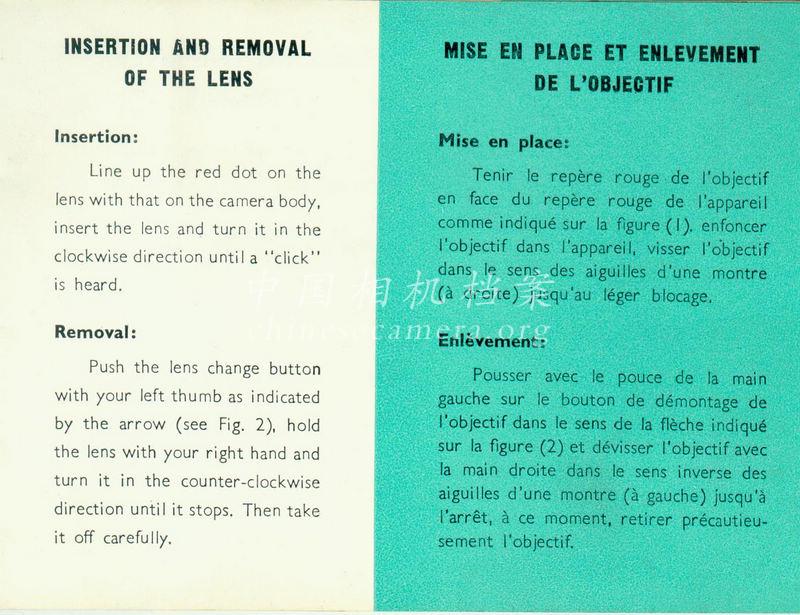 INSERTION AND REMOVAL
OF THE LENS
Insertion:
Line up the red dot on the
lens with that on the camera body,
insert the lens and turn it in the
clockwise direction until a "click"
is heard.
Removal:
Push the lens change button
with your left thumb as indicated
by the arrow (see Fig. 2), hold
the lens with your right hand and
turn it in the counter-clockwise
direction until it stops. Then take
it off carefully.
MISE EN PLACE ET ENLEVEMENT
DE L'OBJECTIF
Mise en place:
Tenir le repère rouge de l'objectif
en face du repère rouge de l'appareil
comme indiqué sur la figure (1), enfoncer
l'objectif dans l'appareil, visser l'objectif
dans le sens des aiguilles d'une montre
(à droite) jusqu'au léger blocage.
Enlèvement:
Pousser avec le pouce de la main
gauche sur le bouton de démontage de
l'objectif dans le sens de la flèche indiqué
sur la figure (2) et dévisser l'objectif avec
la main droite dans le sens inverse des
aiguilles d'une montre (à gauche) jusqu'à
l'arrêt, à ce moment, retirer précautieu-
sement l'objectif.
中国相机档案
chinesecamera.org